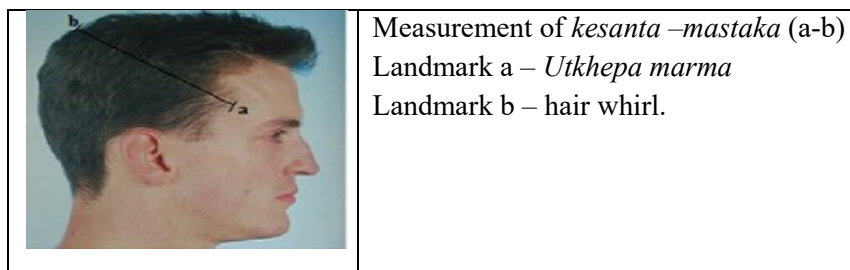 b
a
Measurement of kesanta –mastaka (a-b)
Landmark a – Utkhepa marma
Landmark b – hair whirl.